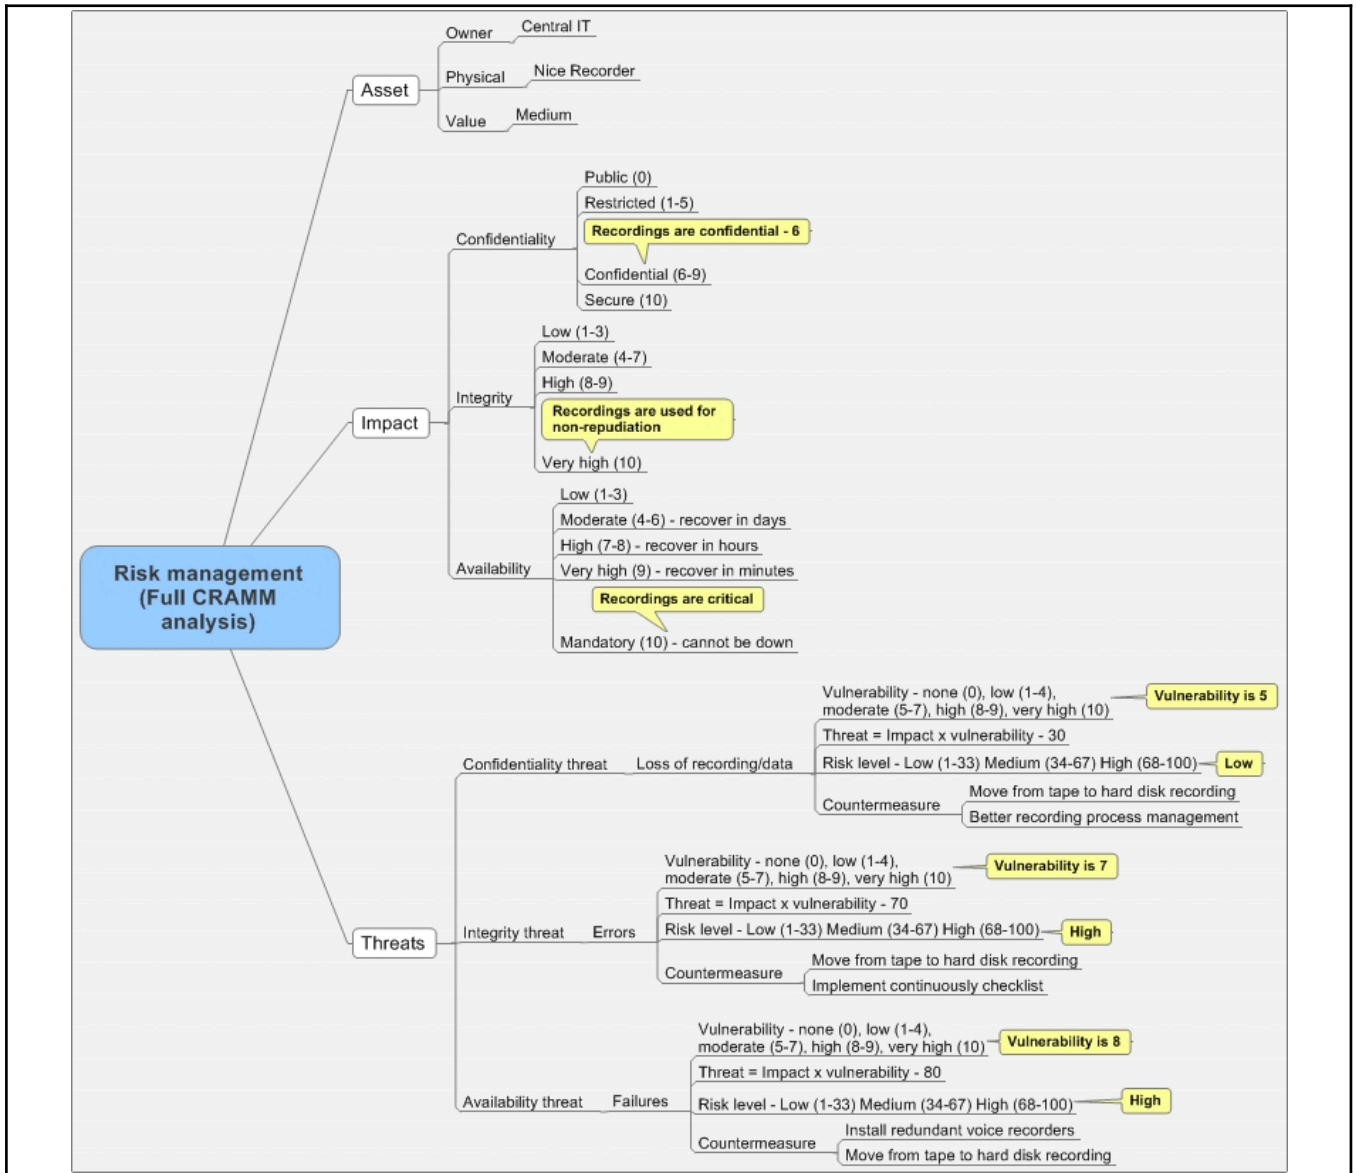 Risk management
(Full CRAMM
analysis)
Asset
Owner
Central IT
Physical
Nice Recorder
Value
Medium
Impact
Confidentiality
Public (0)
Restricted (1-5)
Recordings are confidential - 6
Confidential (6-9)
Secure (10)
Integrity
Low (1-3)
Moderate (4-7)
High (8-9)
Recordings are used for
non-repudiation
Very high (10)
Availability
Low (1-3)
Moderate (4-6) - recover in days
High (7-8) - recover in hours
Very high (9) - recover in minutes
Recordings are critical
Mandatory (10) - cannot be down
Threats
Confidentiality threat
Loss of recording/data
Vulnerability - none (0), low (1-4),
moderate (5-7), high (8-9), very high (10)
Vulnerability is 5
Threat = Impact x vulnerability - 30
Risk level - Low (1-33) Medium (34-67) High (68-100)
Low
Countermeasure
Move from tape to hard disk recording
Better recording process management
Integrity threat
Errors
Vulnerability - none (0), low (1-4),
moderate (5-7), high (8-9), very high (10)
Vulnerability is 7
Threat = Impact x vulnerability - 70
Risk level - Low (1-33) Medium (34-67) High (68-100)
High
Countermeasure
Move from tape to hard disk recording
Implement continuously checklist
Availability threat
Failures
Vulnerability - none (0), low (1-4),
moderate (5-7), high (8-9), very high (10)
Vulnerability is 8
Threat = Impact x vulnerability - 80
Risk level - Low (1-33) Medium (34-67) High (68-100)
High
Countermeasure
Install redundant voice recorders
Move from tape to hard disk recording